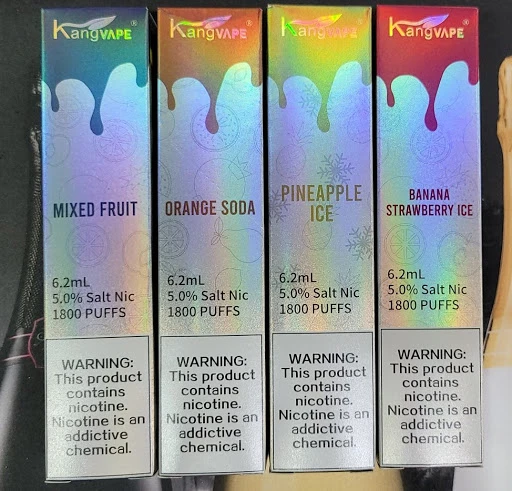 KangVAPE®
MIXED FRUIT
6.2mL
5.0% Salt Nic
1800 PUFFS
WARNING:
This product
contains
nicotine.
Nicotine is an
addictive
chemical.
KangVAPE®
ORANGE SODA
6.2mL
5.0% Salt Nic
1800 PUFFS
WARNING:
This product
contains
nicotine.
Nicotine is an
addictive
chemical.
KangVAPE®
PINEAPPLE
ICE
6.2mL
5.0% Salt Nic
1800 PUFFS
WARNING:
This product
contains
nicotine.
Nicotine is an
addictive
chemical.
KangVAPE®
BANANA
STRAWBERRY ICE
6.2mL
5.0% Salt Nic
1800 PUFFS
WARNING:
This product
contains
nicotine.
Nicotine is an
addictive
chemical.